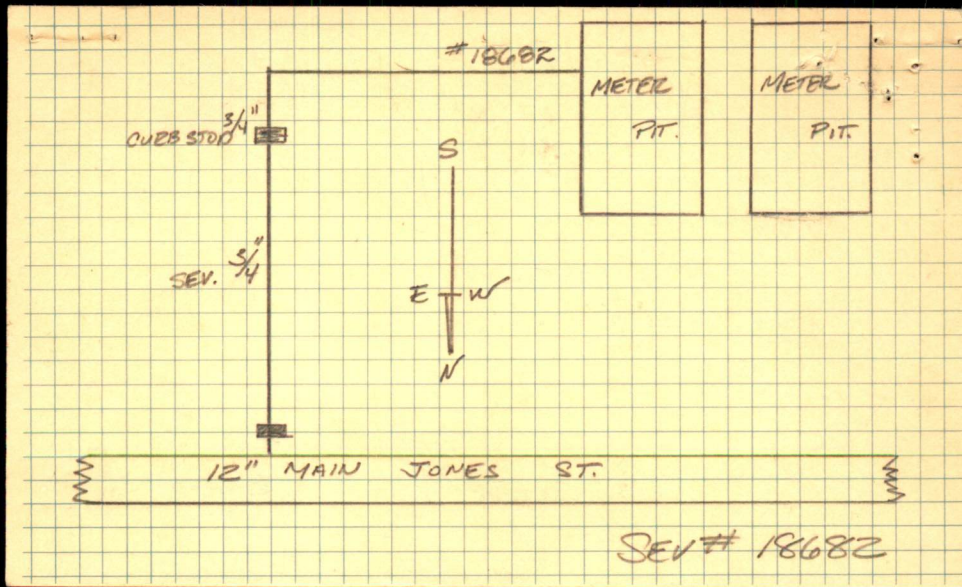 #18682
METER
PIT.
METER
PIT.
3/4"
CURB STOP
S
SEV. 3/4"
E W
N
12" MAIN JONES ST.
SEV# 18682